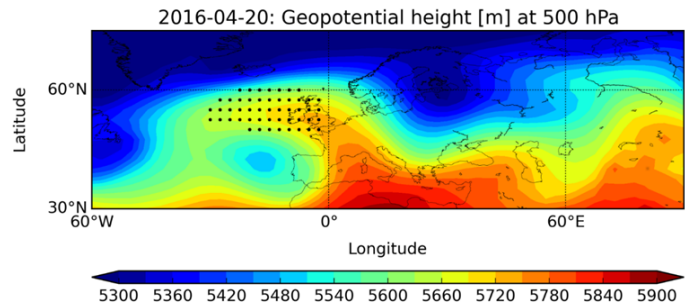 2016-04-20: Geopotential height [m] at 500 hPa
60°N
Latitude
30°N
60°W 0° 60°E
Longitude
5300 5360 5420 5480 5540 5600 5660 5720 5780 5840 5900